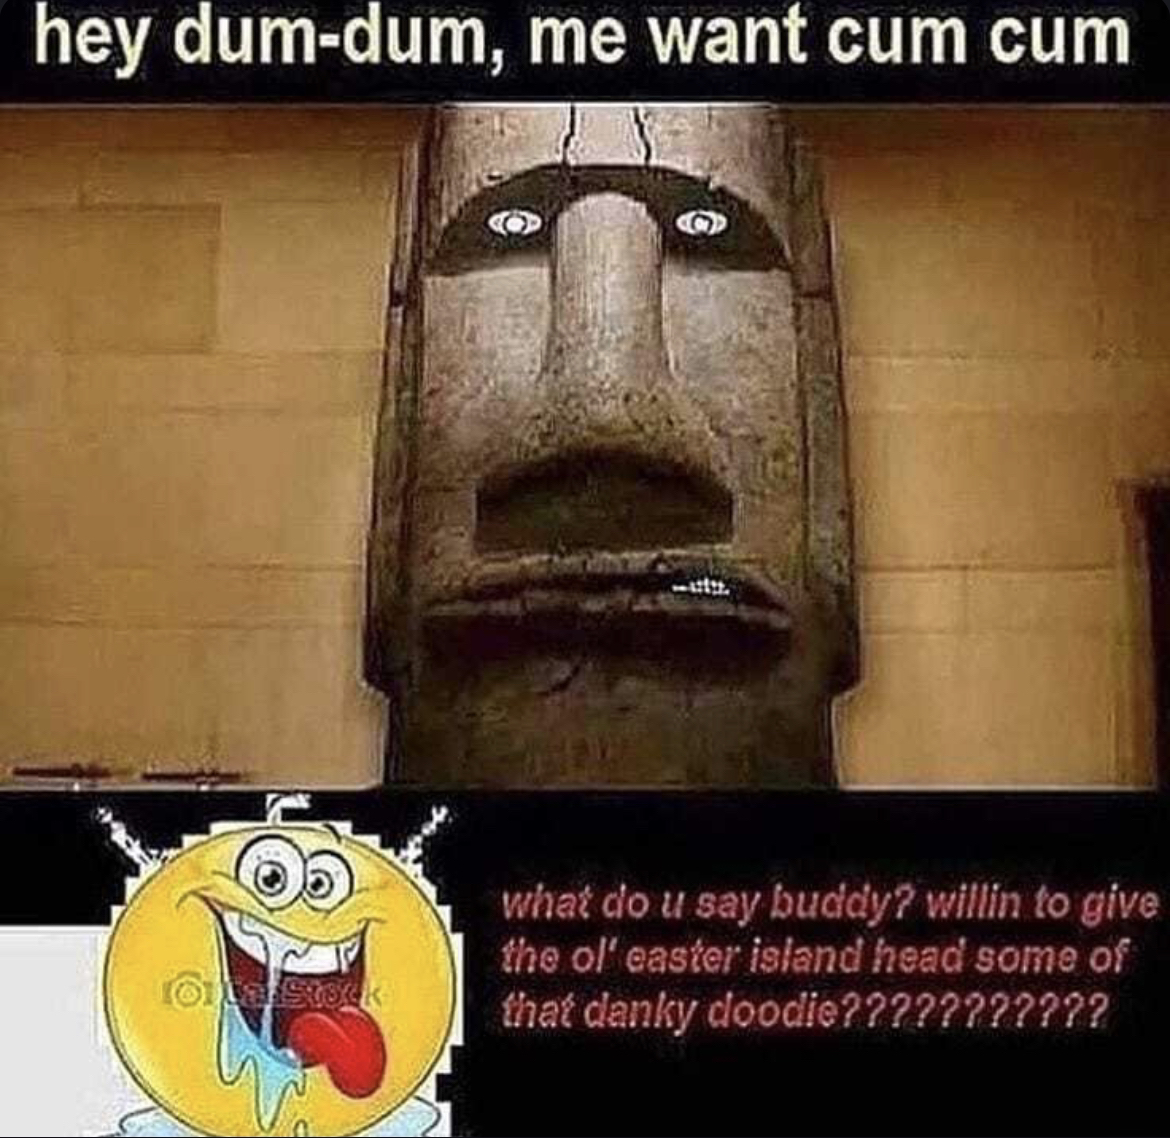 hey dum-dum, me want cum cum
what do u say buddy? willin to give
the ol' easter island head some of
that danky doodie???????????